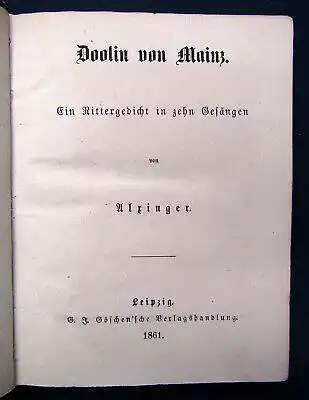 Doolin von Mainz.
Ein Rittergedicht in zehn Gesängen
von
Alxinger.
Leipzig.
G. J. Göschen'sche Verlagshandlung.
1861.